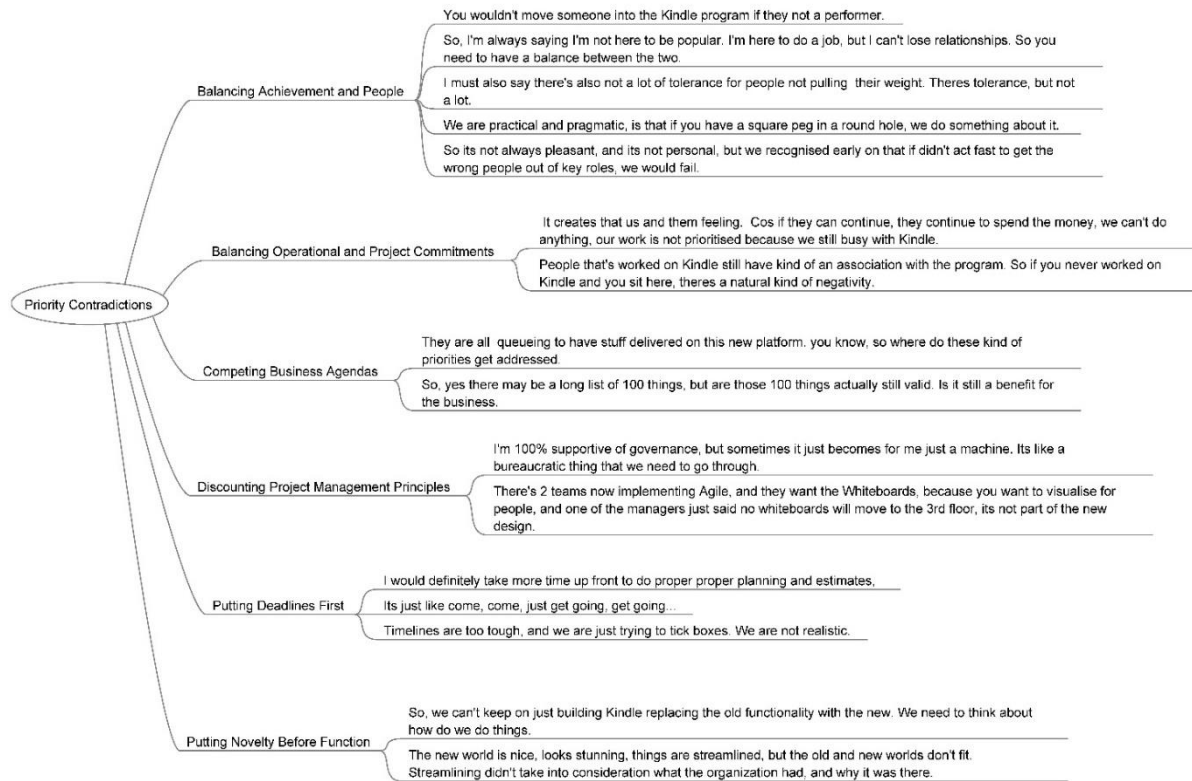 You wouldn't move someone into the Kindle program if they not a performer.
So, I'm always saying I'm not here to be popular. I'm here to do a job, but I can't lose relationships. So you
need to have a balance between the two.
Balancing Achievement and People
I must also say there's also not a lot of tolerance for people not pulling  their weight. Theres tolerance, but not
a lot.
We are practical and pragmatic, is that if you have a square peg in a round hole, we do something about it.
So its not always pleasant, and its not personal, but we recognised early on that if didn't act fast to get the
wrong people out of key roles, we would fail.
It creates that us and them feeling.  Cos if they can continue, they continue to spend the money, we can't do
anything, our work is not prioritised because we still busy with Kindle.
Balancing Operational and Project Commitments
People that's worked on Kindle still have kind of an association with the program. So if you never worked on
Kindle and you sit here, theres a natural kind of negativity.
Priority Contradictions
They are all  queueing to have stuff delivered on this new platform. you know, so where do these kind of
priorities get addressed.
Competing Business Agendas
So, yes there may be a long list of 100 things, but are those 100 things actually still valid. Is it still a benefit for
the business.
I'm 100% supportive of governance, but sometimes it just becomes for me just a machine. Its like a
bureaucratic thing that we need to go through.
Discounting Project Management Principles
There's 2 teams now implementing Agile, and they want the Whiteboards, because you want to visualise for
people, and one of the managers just said no whiteboards will move to the 3rd floor, its not part of the new
design.
I would definitely take more time up front to do proper proper planning and estimates,
Putting Deadlines First
Its just like come, come, just get going, get going...
Timelines are too tough, and we are just trying to tick boxes. We are not realistic.
So, we can't keep on just building Kindle replacing the old functionality with the new. We need to think about
how do we do things.
Putting Novelty Before Function
The new world is nice, looks stunning, things are streamlined, but the old and new worlds don't fit.
Streamlining didn't take into consideration what the organization had, and why it was there.